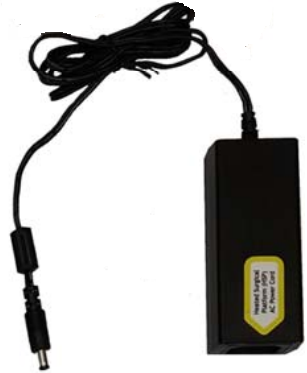 Heated Surgical
Platform (HSP)
AC Power Cord